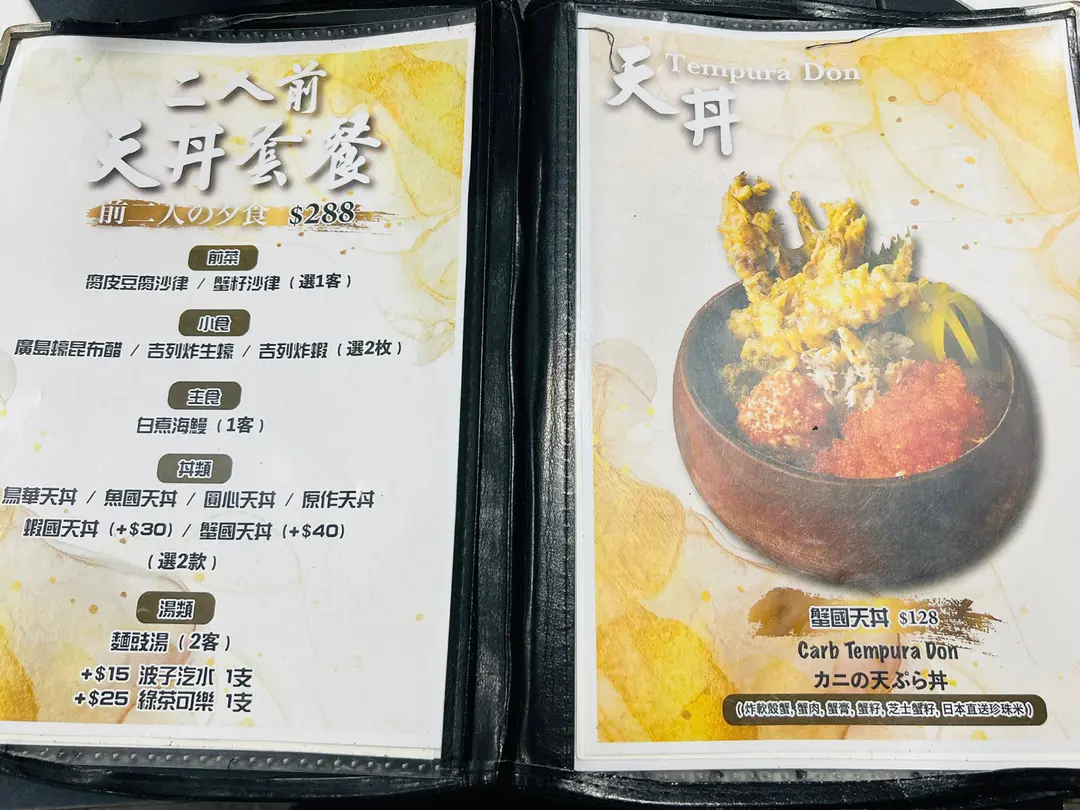 二人前
天丼套餐
前二人の夕食 $288
前菜
腐皮豆腐沙律 / 蟹籽沙律 ( 選1客 )
小食
廣島蠔昆布醋 / 吉列炸生蠔 / 吉列炸蝦 ( 選2枚 )
主食
白煮海鰻 ( 1客 )
丼類
鳥華天丼 / 魚國天丼 / 圓心天丼 / 原作天丼
蝦國天丼 (+$30) / 蟹國天丼 (+$40)
( 選2款 )
湯類
麵豉湯 ( 2客 )
+$15 波子汽水 1支
+$25 綠茶可樂 1支
天丼
Tempura Don
蟹國天丼 $128
Carb Tempura Don
カニの天ぷら丼
( 炸軟殼蟹, 蟹肉, 蟹膏, 蟹籽, 芝士蟹籽, 日本直送珍珠米 )